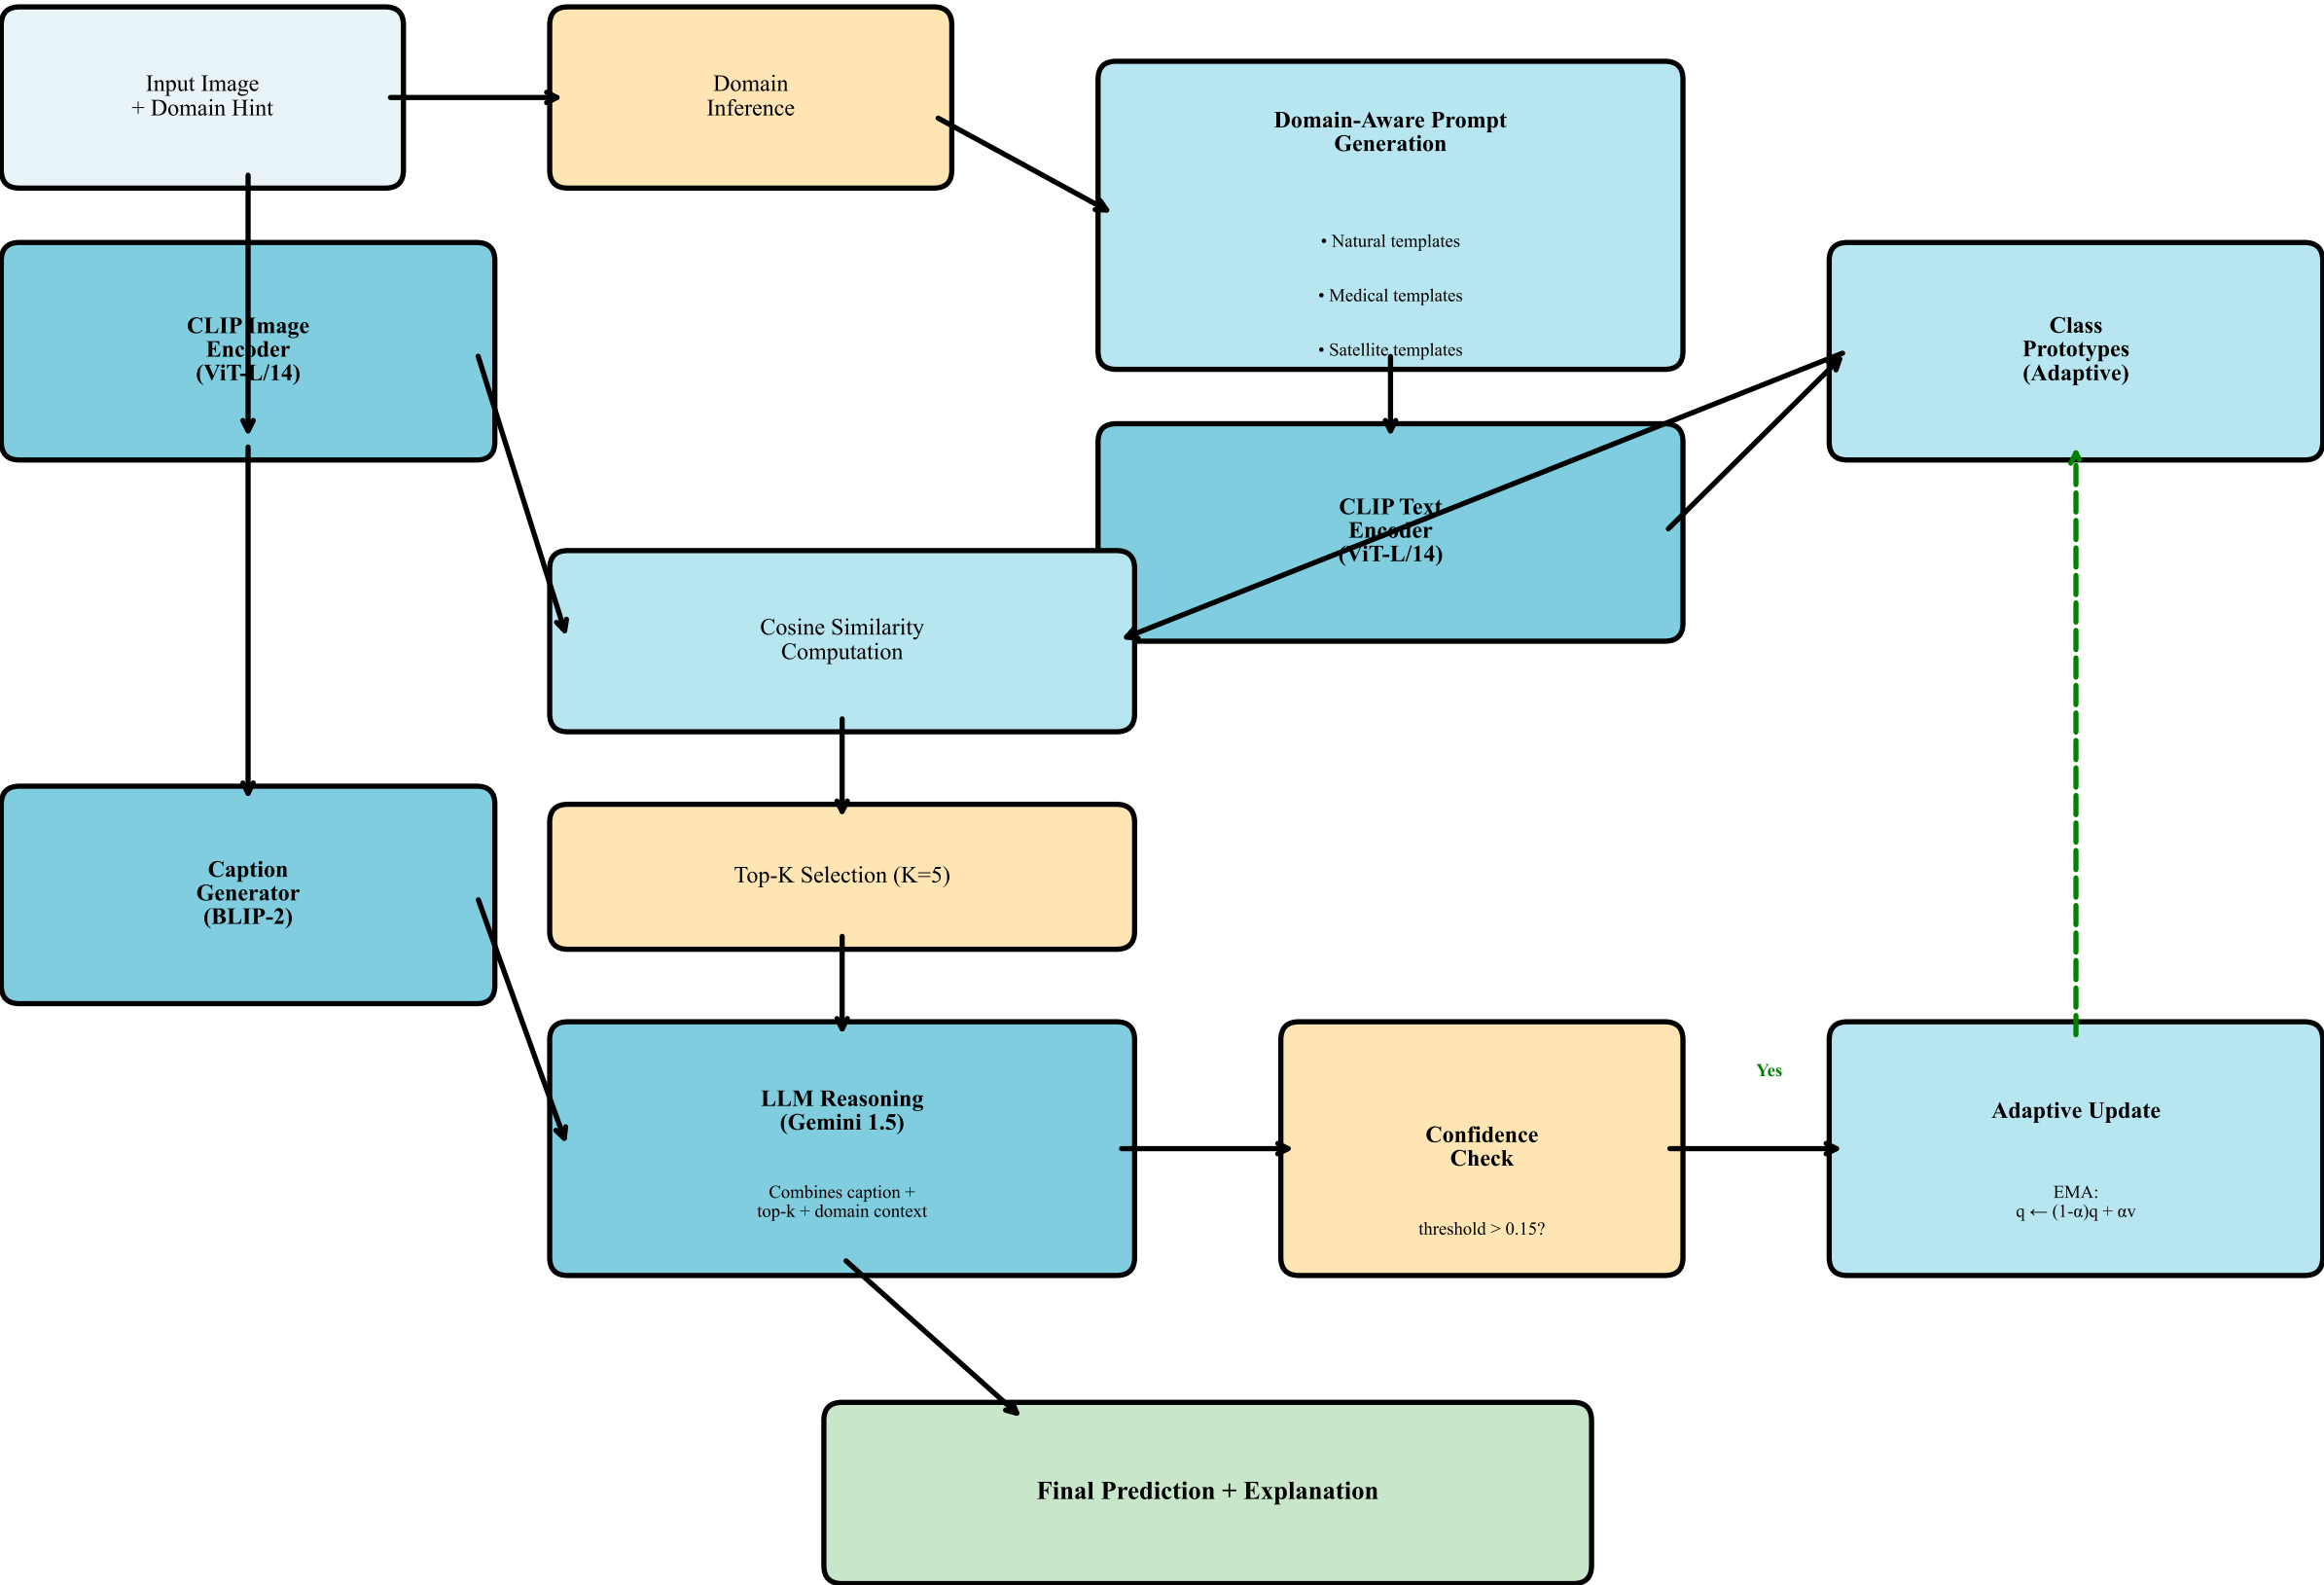 Input Image
+ Domain Hint
Domain
Inference
Domain-Aware Prompt
Generation
• Natural templates
• Medical templates
• Satellite templates
CLIP Image
Encoder
(ViT-L/14)
Class
Prototypes
(Adaptive)
CLIP Text
Encoder
(ViT-L/14)
Cosine Similarity
Computation
Caption
Generator
(BLIP-2)
Top-K Selection (K=5)
LLM Reasoning
(Gemini 1.5)
Combines caption +
top-k + domain context
Confidence
Check
threshold > 0.15?
Yes
Adaptive Update
EMA:
q ← (1-α)q + αv
Final Prediction + Explanation